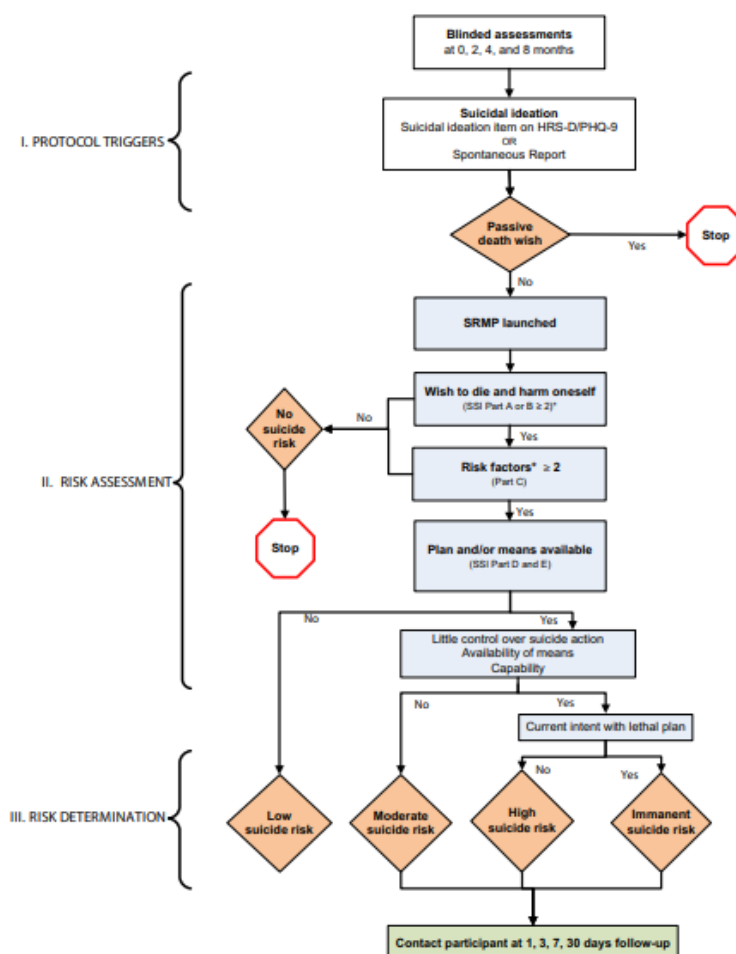 Blinded assessments
at 0, 2, 4, and 8 months
I. PROTOCOL TRIGGERS
Suicidal ideation
Suicidal ideation item on HRS-D/PHQ-9
OR
Spontaneous Report
Passive
death wish
Yes
Stop
No
SRMP launched
Wish to die and harm oneself
(SSI Part A or B ≥ 2)*
No
suicide
risk
No
Yes
II. RISK ASSESSMENT
Risk factors* ≥ 2
(Part C)
Yes
Stop
Plan and/or means available
(SSI Part D and E)
No
Yes
Little control over suicide action
Availability of means
Capability
No
Yes
Current intent with lethal plan
No
Yes
III. RISK DETERMINATION
Low
suicide risk
Moderate
suicide risk
High
suicide risk
Immanent
suicide risk
Contact participant at 1, 3, 7, 30 days follow-up